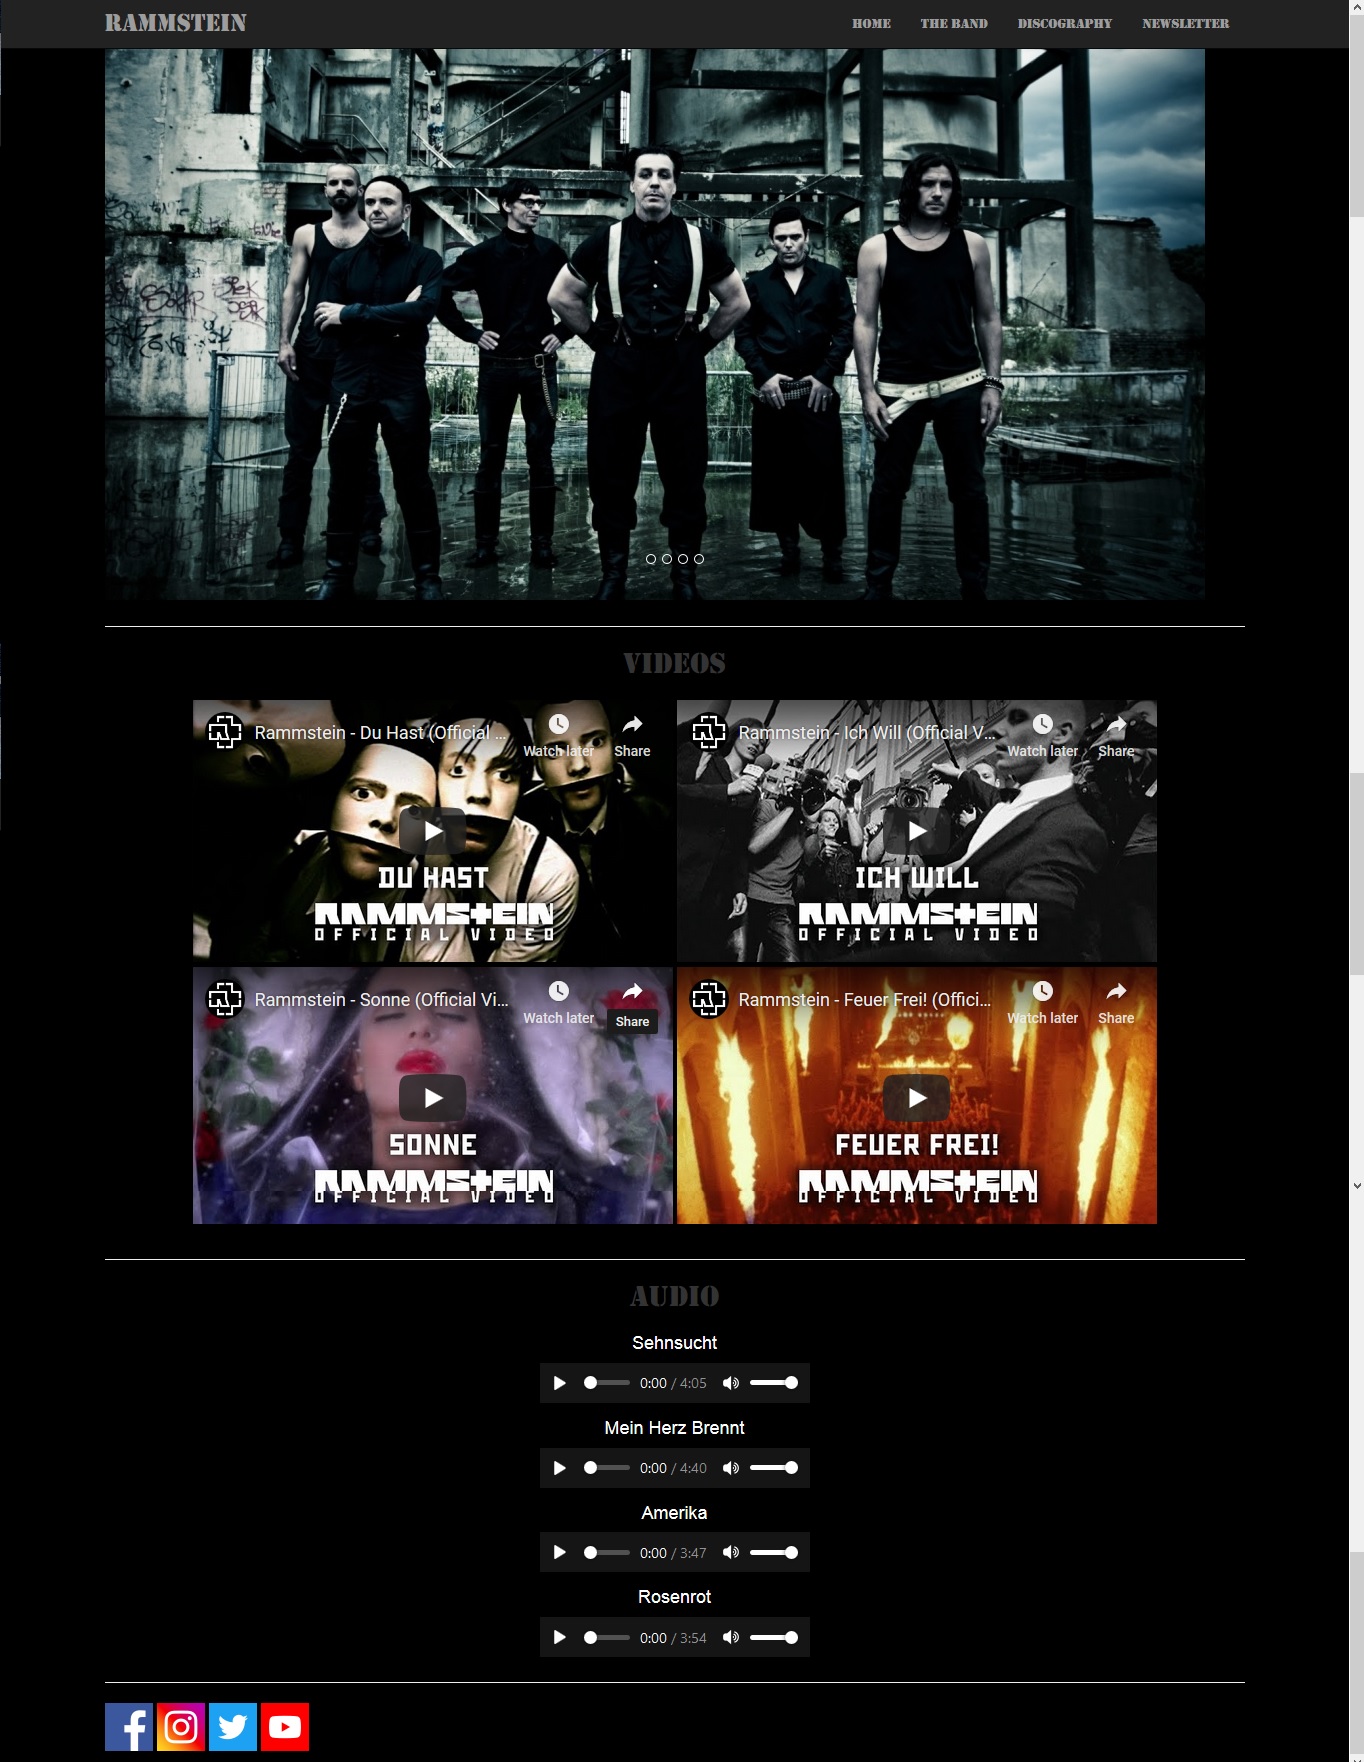 RAMMSTEIN
HOME THE BAND DISCOGRAPHY NEWSLETTER
VIDEOS
Rammstein - Du Hast (Official ...
Watch later Share
DU HAST
RAMMSTEIN
OFFICIAL VIDEO
Rammstein - Ich Will (Official V...
Watch later Share
ICH WILL
RAMMSTEIN
OFFICIAL VIDEO
Rammstein - Sonne (Official Vi...
Watch later Share
SONNE
RAMMSTEIN
OFFICIAL VIDEO
Rammstein - Feuer Frei! (Offici...
Watch later Share
FEUER FREI!
RAMMSTEIN
OFFICIAL VIDEO
AUDIO
Sehnsucht
0:00 / 4:05
Mein Herz Brennt
0:00 / 4:40
Amerika
0:00 / 3:47
Rosenrot
0:00 / 3:54